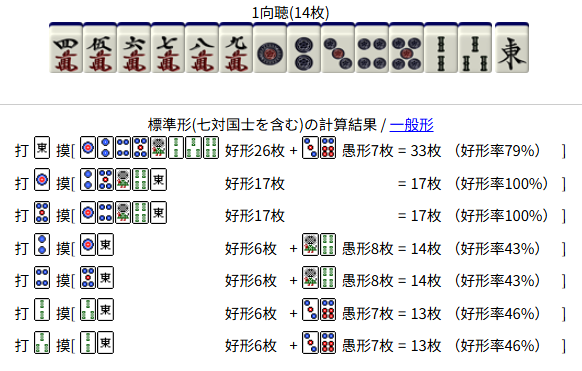 1向聴(14枚)
四萬 伍萬 六萬 七萬 八萬 九萬 東
標準形(七対国士を含む)の計算結果 / 一般形
打 東 摸[ 好形26枚 + 愚形7枚 = 33枚 (好形率79%) ]
打 摸[ 東 好形17枚 = 17枚 (好形率100%) ]
打 摸[ 東 好形17枚 = 17枚 (好形率100%) ]
打 摸[ 東 好形6枚 + 愚形8枚 = 14枚 (好形率43%) ]
打 摸[ 東 好形6枚 + 愚形8枚 = 14枚 (好形率43%) ]
打 摸[ 東 好形6枚 + 愚形7枚 = 13枚 (好形率46%) ]
打 摸[ 東 好形6枚 + 愚形7枚 = 13枚 (好形率46%) ]